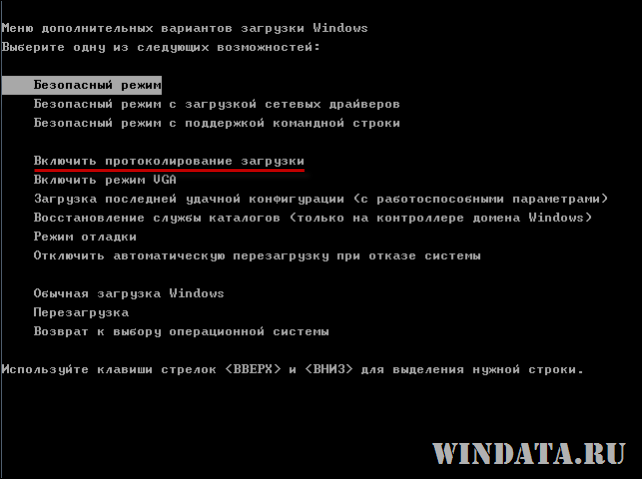 Меню дополнительных вариантов загрузки Windows
Выберите одну из следующих возможностей:
Безопасный режим
Безопасный режим с загрузкой сетевых драйверов
Безопасный режим с поддержкой командной строки
Включить протоколирование загрузки
Включить режим VGA
Загрузка последней удачной конфигурации (с работоспособными параметрами)
Восстановление службы каталогов (только на контроллере домена Windows)
Режим отладки
Отключить автоматическую перезагрузку при отказе системы
Обычная загрузка Windows
Перезагрузка
Возврат к выбору операционной системы
Используйте клавиши стрелок <ВВЕРХ> и <ВНИЗ> для выделения нужной строки.
WINDATA.RU